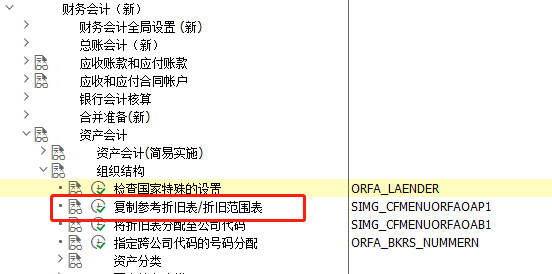 财务会计（新）
财务会计全局设置 (新)
总账会计（新）
应收账款和应付账款
应收和应付合同帐户
银行会计核算
合并准备(新)
资产会计
资产会计(简易实施)
组织结构
检查国家特殊的设置 ORFA_LAENDER
复制参考折旧表/折旧范围表 SIMG_CFMENUORFAOAP1
将折旧表分配至公司代码 SIMG_CFMENUORFAOAB1
指定跨公司代码的号码分配 ORFA_BKRS_NUMMERN
资产分类